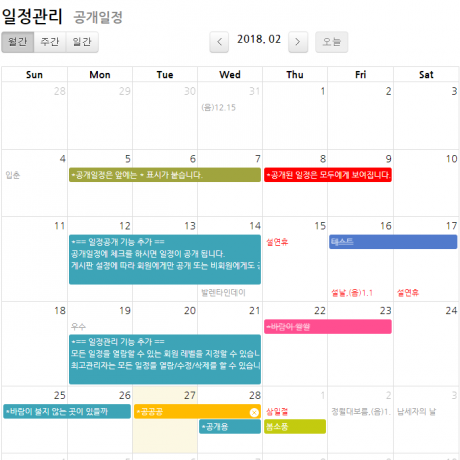 일정관리 공개일정
월간 주간 일간 < 2018. 02 > 오늘
Sun Mon Tue Wed Thu Fri Sat
28 29 30 31 1 2 3
(음)12.15
4 5 6 7 8 9 10
입춘 *공개일정은 앞에는 * 표시가 붙습니다. *공개된 일정은 모두에게 보여집니다.
11 12 13 14 15 16 17
*== 일정공개 기능 추가 == 설연휴 테스트
공개일정에 체크를 하시면 일정이 공개 됩니다.
게시판 설정에 따라 회원에게만 공개 또는 비회원에게도 공
발렌타인데이 설날,(음)1.1 설연휴
18 19 20 21 22 23 24
우수 *바람이 팔팔
*== 일정관리 기능 추가 ==
모든 일정을 열람할 수 있는 회원 레벨을 지정할 수 있습니
최고관리자는 모든 일정을 열람/수정/삭제를 할 수 있습니
25 26 27 28 1 2 3
*바람이 불지 않는 곳이 있을까 *공공공 삼일절 정월대보름,(음)1. 납세자의 날
*공개용 봄소풍